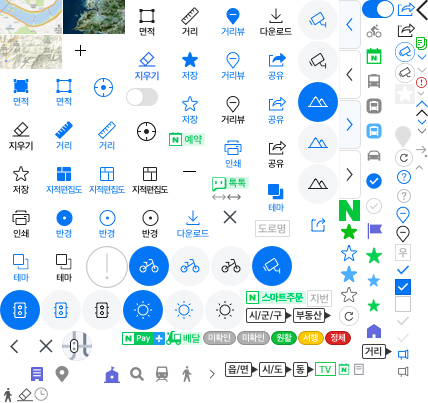 면적 거리 거리뷰 다운로드
지우기 저장 거리뷰 공유
면적 면적 저장 거리뷰 공유
지우기 거리 거리 N 예약 인쇄 공유
저장 지적편집도 지적편집도 지적편집도 톡톡 테마
인쇄 반경 반경 반경 다운로드 도로명
테마 테마
N 스마트주문 지번
시/군/구 부동산
N Pay + 배달 미확인 미확인 원활 서행 정체
거리
읍/면 시/도 동 TV N
N
우